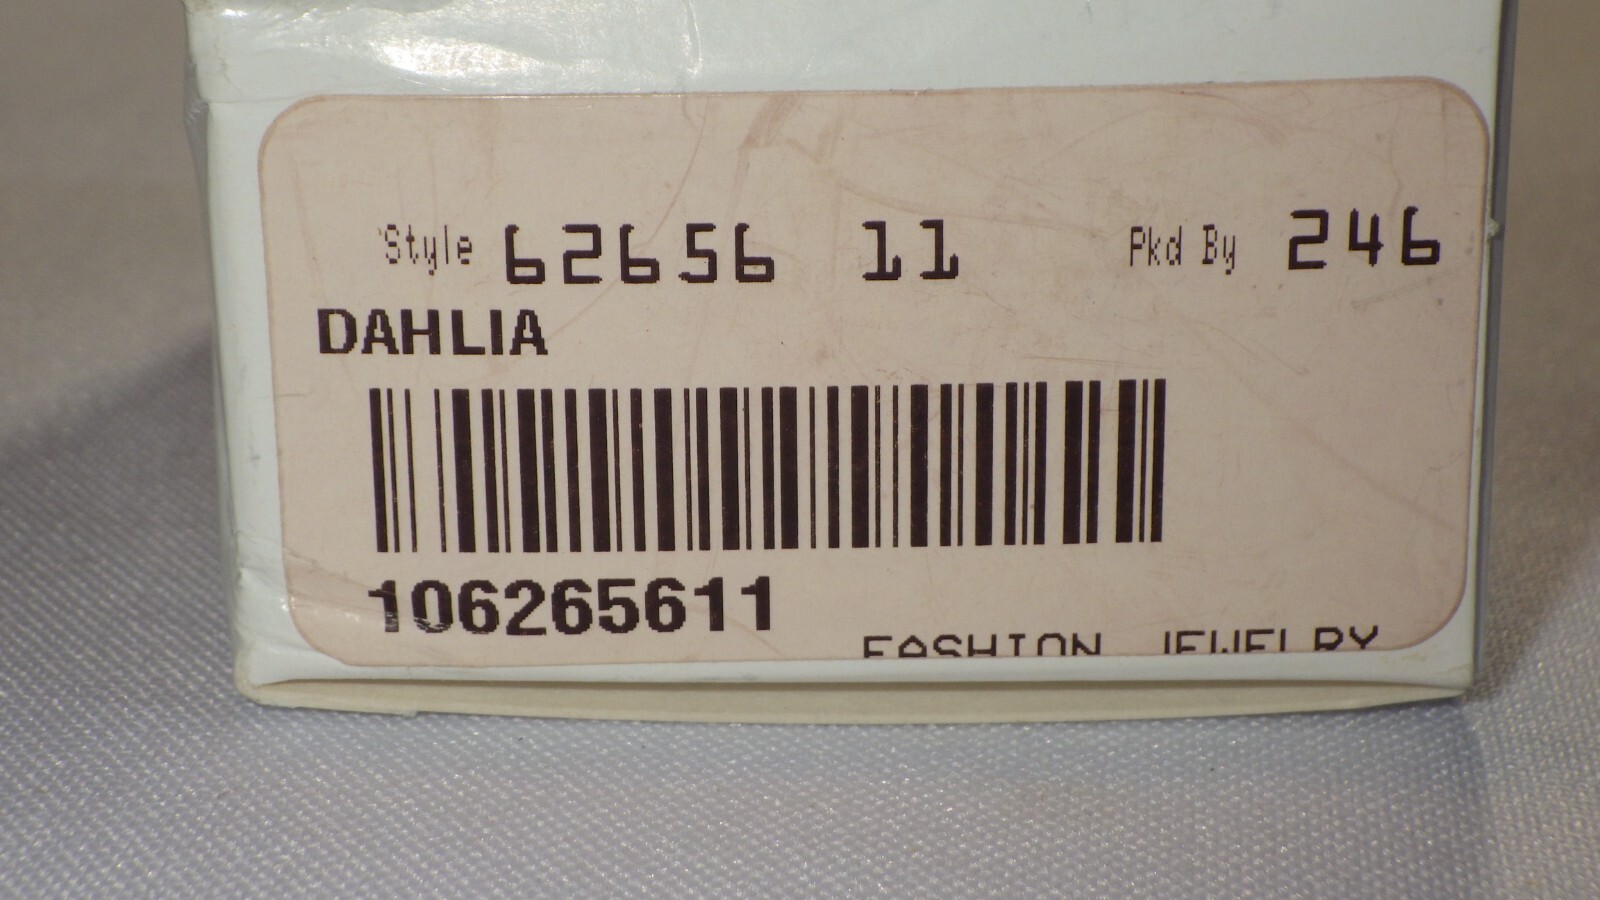 Style 62656 11 Pkd By 246
DAHLIA
106265611
FASHION JEWELRY